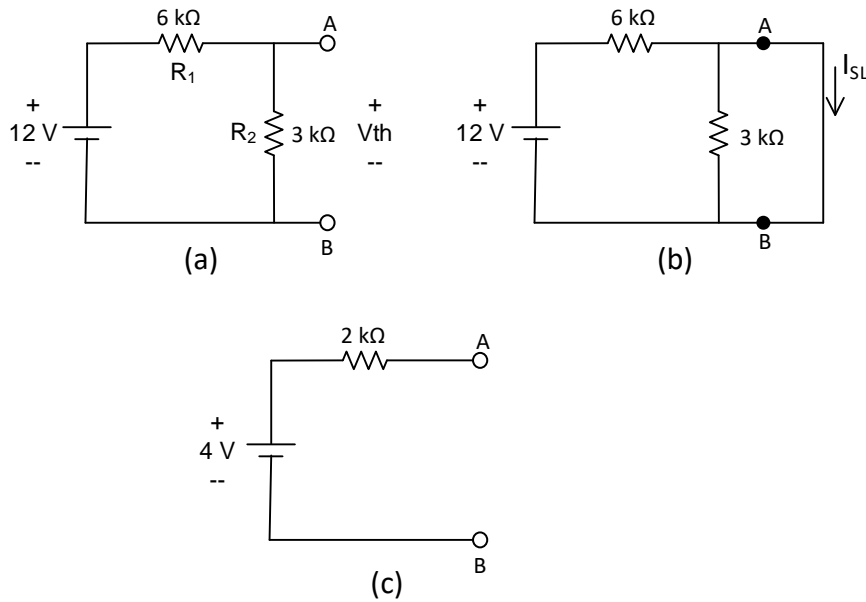 6 kΩ
A
R1
+
12 V
--
R2
3 kΩ
+
Vth
--
B
(a)
6 kΩ
A
ISL
+
12 V
--
3 kΩ
B
(b)
2 kΩ
A
+
4 V
--
B
(c)